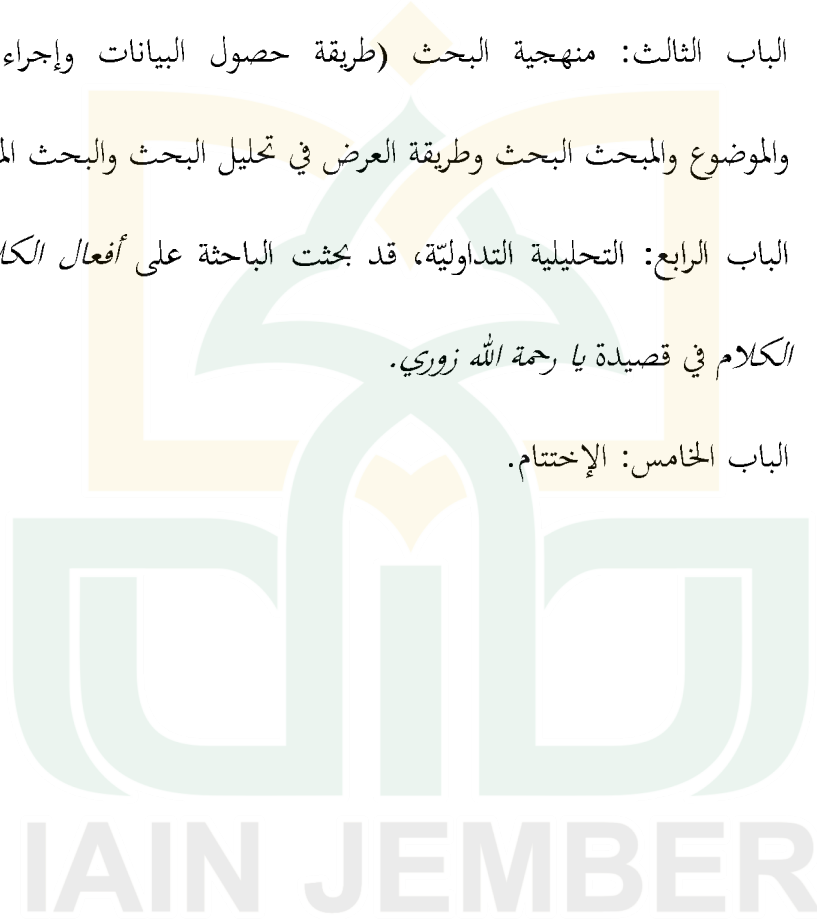 الباب الثالث: منهجية البحث (طريقة حصول البيانات وإجراء
والموضوع والمبحث البحث وطريقة العرض في تحليل البحث والبحث
الباب الرابع: التحليلية التداوليّة، قد بحثت الباحثة على أفعال
الكلام في قصيدة يا رحمة الله زوري.
الباب الخامس: الإختتام.
IAIN JEMBER